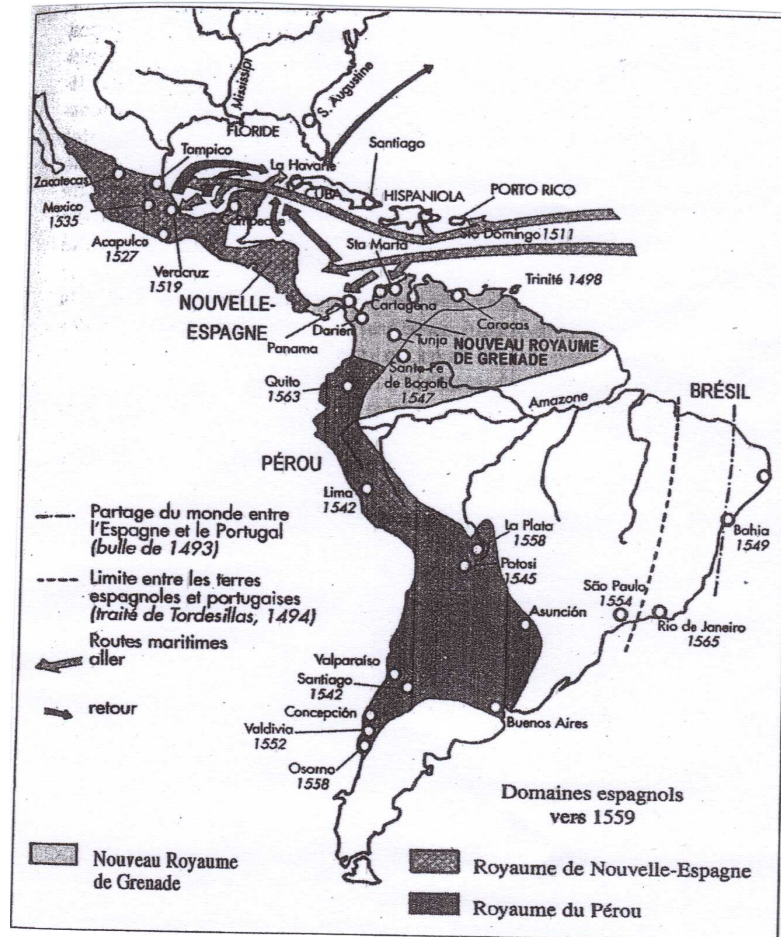 Mississipi
S. Augustine
FLORIDE
Tampico
La Havane
Santiago
Zacatecas
CUBA
HISPANIOLA
PORTO RICO
Mexico
1535
Campeche
Sto Domingo 1511
Acapulco
1527
Sta Marta
Veracruz
1519
Trinité 1498
NOUVELLE-
ESPAGNE
Cartagena
Caracas
Darién
Panama
Tunja
NOUVEAU ROYAUME
DE GRENADE
Santa-Fe
de Bogota
1547
Quito
1563
Amazone
BRÉSIL
PÉROU
Lima
1542
Partage du monde entre
l'Espagne et le Portugal
(bulle de 1493)
La Plata
1558
Bahia
1549
Potosi
1545
Limite entre les terres
espagnoles et portugaises
(traité de Tordesillas, 1494)
São Paulo
1554
Asunción
Rio de Janeiro
1565
Routes maritimes
aller
retour
Valparaíso
Santiago
1542
Concepción
Valdivia
1552
Buenos Aires
Osorno
1558
Domaines espagnols
vers 1559
Nouveau Royaume
de Grenade
Royaume de Nouvelle-Espagne
Royaume du Pérou